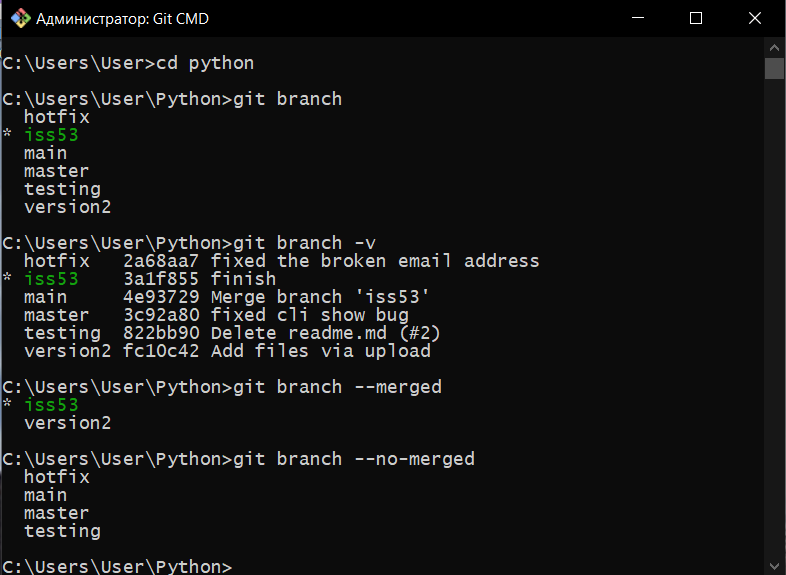 Администратор: Git CMD
C:\Users\User>cd python
C:\Users\User\Python>git branch
  hotfix
* iss53
  main
  master
  testing
  version2
C:\Users\User\Python>git branch -v
  hotfix   2a68aa7 fixed the broken email address
* iss53    3a1f855 finish
  main     4e93729 Merge branch 'iss53'
  master   3c92a80 fixed cli show bug
  testing  822bb90 Delete readme.md (#2)
  version2 fc10c42 Add files via upload
C:\Users\User\Python>git branch --merged
* iss53
  version2
C:\Users\User\Python>git branch --no-merged
  hotfix
  main
  master
  testing
C:\Users\User\Python>